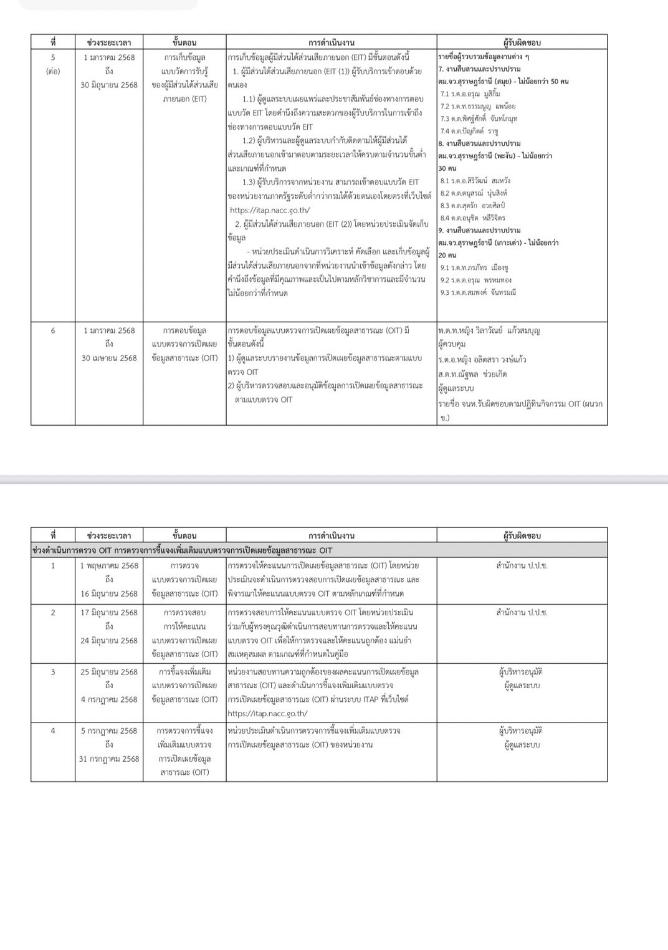 ที่ ช่วงระยะเวลา ขั้นตอน การดำเนินงาน ผู้รับผิดชอบ
5
(ต่อ)
1 มกราคม 2568
ถึง
30 มิถุนายน 2568
การเก็บข้อมูล
แบบวัดการรับรู้
ของผู้มีส่วนได้ส่วนเสีย
ภายนอก (EIT)
การเก็บข้อมูลผู้มีส่วนได้ส่วนเสียภายนอก (EIT) มีขั้นตอนดังนี้
1. ผู้มีส่วนได้ส่วนเสียภายนอก (EIT (1)) ผู้รับบริการเข้าตอบด้วย
ตนเอง
1.1) ผู้ดูแลระบบเผยแพร่และประชาสัมพันธ์ช่องทางการตอบ
แบบวัด EIT โดยคำนึงถึงความสะดวกของผู้รับบริการในการเข้าถึง
ช่องทางการตอบแบบวัด EIT
1.2) ผู้บริหารและผู้ดูแลระบบกำกับติดตามให้ผู้มีส่วนได้
ส่วนเสียภายนอกเข้ามาตอบตามระยะเวลาให้ครบตามจำนวนขั้นต่ำ
และเกณฑ์ที่กำหนด
1.3) ผู้รับบริการจากหน่วยงาน สามารถเข้าตอบแบบวัด EIT
ของหน่วยงานภาครัฐระดับต่ำกว่ากรมได้ด้วยตนเองโดยตรงที่เว็บไซต์
https://itap.nacc.go.th/
2. ผู้มีส่วนได้ส่วนเสียภายนอก (EIT (2)) โดยหน่วยประเมินจัดเก็บ
ข้อมูล
- หน่วยประเมินดำเนินการวิเคราะห์ คัดเลือก และเก็บข้อมูลผู้
มีส่วนได้ส่วนเสียภายนอกจากที่หน่วยงานนำเข้าข้อมูลดังกล่าว โดย
คำนึงถึงข้อมูลที่มีคุณภาพและเป็นไปตามหลักวิชาการและมีจำนวน
ไม่น้อยกว่าที่กำหนด
รายชื่อผู้รวบรวมข้อมูลงานต่าง ๆ
7. งานสืบสวนและปราบปราม
ตม.จว.สุราษฎร์ธานี (สมุย) - ไม่น้อยกว่า 50 คน
7.1 ร.ต.อ.อรุณ มูสิกิ้ม
7.2 ร.ต.ท.ธรรมนูญ แพน้อย
7.3 ด.ต.พิศฐ์ศักดิ์ จันทโณทู
7.4 ด.ต.ปัญกิตต์ ราชู
8. งานสืบสวนและปราบปราม
ตม.จว.สุราษฎร์ธานี (พะงัน) - ไม่น้อยกว่า
30 คน
8.1 ร.ต.อ.สิริวัฒน์ สมหวัง
8.2 ด.ต.อนุสรณ์ นุ่นสิงห์
8.3 ด.ต.สุดรัก อวยศิลป์
8.4 ด.ต.อนุชิต หสิวิจิตร
9. งานสืบสวนและปราบปราม
ตม.จว.สุราษฎร์ธานี (เกาะเต่า) - ไม่น้อยกว่า
20 คน
9.1 ร.ต.ท.ภรภัทร เมืองชู
9.2 ร.ต.ต.อรุณ พรหมทอง
9.3 ร.ต.ต.สมพงค์ จันทรมณี
6
1 มกราคม 2568
ถึง
30 เมษายน 2568
การตอบข้อมูล
แบบตรวจการเปิดเผย
ข้อมูลสาธารณะ (OIT)
การตอบข้อมูลแบบตรวจการเปิดเผยข้อมูลสาธารณะ (OIT) มี
ขั้นตอนดังนี้
1) ผู้ดูแลระบบรายงานข้อมูลการเปิดเผยข้อมูลสาธารณะตามแบบ
ตรวจ OIT
2) ผู้บริหารตรวจสอบและอนุมัติข้อมูลการเปิดเผยข้อมูลสาธารณะ
ตามแบบตรวจ OIT
พ.ต.ท.หญิง วิลาวัณย์ แก้วสมบุญ
ผู้ควบคุม
ร.ต.อ.หญิง อลิตสรา วงษ์แก้ว
ส.ต.ท.ณัฐพล ช่วยเกิด
ผู้ดูแลระบบ
รายชื่อ จนท.รับผิดชอบตามปฏิทินกิจกรรม OIT (ผนวก
ข.)
ที่ ช่วงระยะเวลา ขั้นตอน การดำเนินงาน ผู้รับผิดชอบ
ช่วงดำเนินการตรวจ OIT การตรวจการชี้แจงเพิ่มเติมแบบตรวจการเปิดเผยข้อมูลสาธารณะ OIT
1
1 พฤษภาคม 2568
ถึง
16 มิถุนายน 2568
การตรวจ
แบบตรวจการเปิดเผย
ข้อมูลสาธารณะ (OIT)
การตรวจให้คะแนนการเปิดเผยข้อมูลสาธารณะ (OIT) โดยหน่วย
ประเมินจะดำเนินการตรวจสอบการเปิดเผยข้อมูลสาธารณะ และ
พิจารณาให้คะแนนแบบตรวจ OIT ตามหลักเกณฑ์ที่กำหนด
สำนักงาน ป.ป.ช.
2
17 มิถุนายน 2568
ถึง
24 มิถุนายน 2568
การตรวจสอบ
การให้คะแนน
แบบตรวจการเปิดเผย
ข้อมูลสาธารณะ (OIT)
การตรวจสอบการให้คะแนนแบบตรวจ OIT โดยหน่วยประเมิน
ร่วมกับผู้ทรงคุณวุฒิดำเนินการสอบทานการตรวจและให้คะแนน
แบบตรวจ OIT เพื่อให้การตรวจและให้คะแนนถูกต้อง แม่นยำ
สมเหตุสมผล ตามเกณฑ์ที่กำหนดในคู่มือ
สำนักงาน ป.ป.ช.
3
25 มิถุนายน 2568
ถึง
4 กรกฎาคม 2568
การชี้แจงเพิ่มเติม
แบบตรวจการเปิดเผย
ข้อมูลสาธารณะ (OIT)
หน่วยงานสอบทานความถูกต้องของผลคะแนนการเปิดเผยข้อมูล
สาธารณะ (OIT) และดำเนินการชี้แจงเพิ่มเติมแบบตรวจ
การเปิดเผยข้อมูลสาธารณะ (OIT) ผ่านระบบ ITAP ที่เว็บไซต์
https://itap.nacc.go.th/
ผู้บริหารอนุมัติ
ผู้ดูแลระบบ
4
5 กรกฎาคม 2568
ถึง
31 กรกฎาคม 2568
การตรวจการชี้แจง
เพิ่มเติมแบบตรวจ
การเปิดเผยข้อมูล
สาธารณะ (OIT)
หน่วยประเมินดำเนินการตรวจการชี้แจงเพิ่มเติมแบบตรวจ
การเปิดเผยข้อมูลสาธารณะ (OIT) ของหน่วยงาน
ผู้บริหารอนุมัติ
ผู้ดูแลระบบ